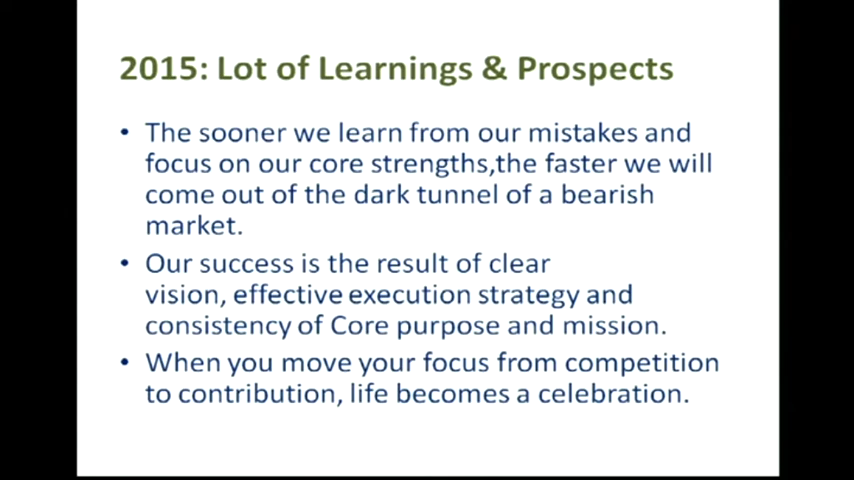 2015: Lot of Learnings & Prospects
• The sooner we learn from our mistakes and
focus on our core strengths,the faster we will
come out of the dark tunnel of a bearish
market.
• Our success is the result of clear
vision, effective execution strategy and
consistency of Core purpose and mission.
• When you move your focus from competition
to contribution, life becomes a celebration.